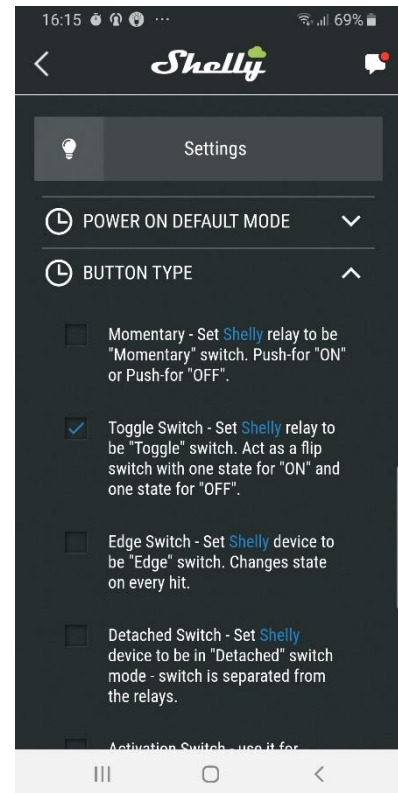 16:15 ... 69%
Shelly
Settings
POWER ON DEFAULT MODE
BUTTON TYPE
Momentary - Set Shelly relay to be
"Momentary" switch. Push-for "ON"
or Push-for "OFF".
Toggle Switch - Set Shelly relay to
be "Toggle" switch. Act as a flip
switch with one state for "ON" and
one state for "OFF".
Edge Switch - Set Shelly device to
be "Edge" switch. Changes state
on every hit.
Detached Switch - Set Shelly
device to be in "Detached" switch
mode - switch is separated from
the relays.
Activation Switch - use it for